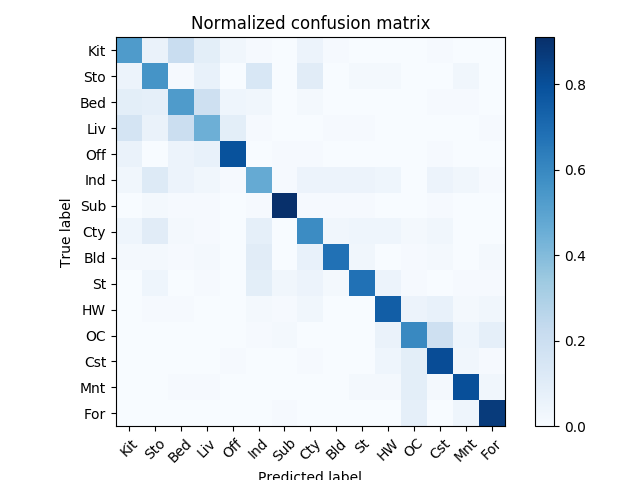 Normalized confusion matrix
Kit
Sto
Bed
Liv
Off
Ind
Sub
Cty
Bld
St
HW
OC
Cst
Mnt
For
True label
Kit Sto Bed Liv Off Ind Sub Cty Bld St HW OC Cst Mnt For
Predicted label
0.8
0.6
0.4
0.2
0.0